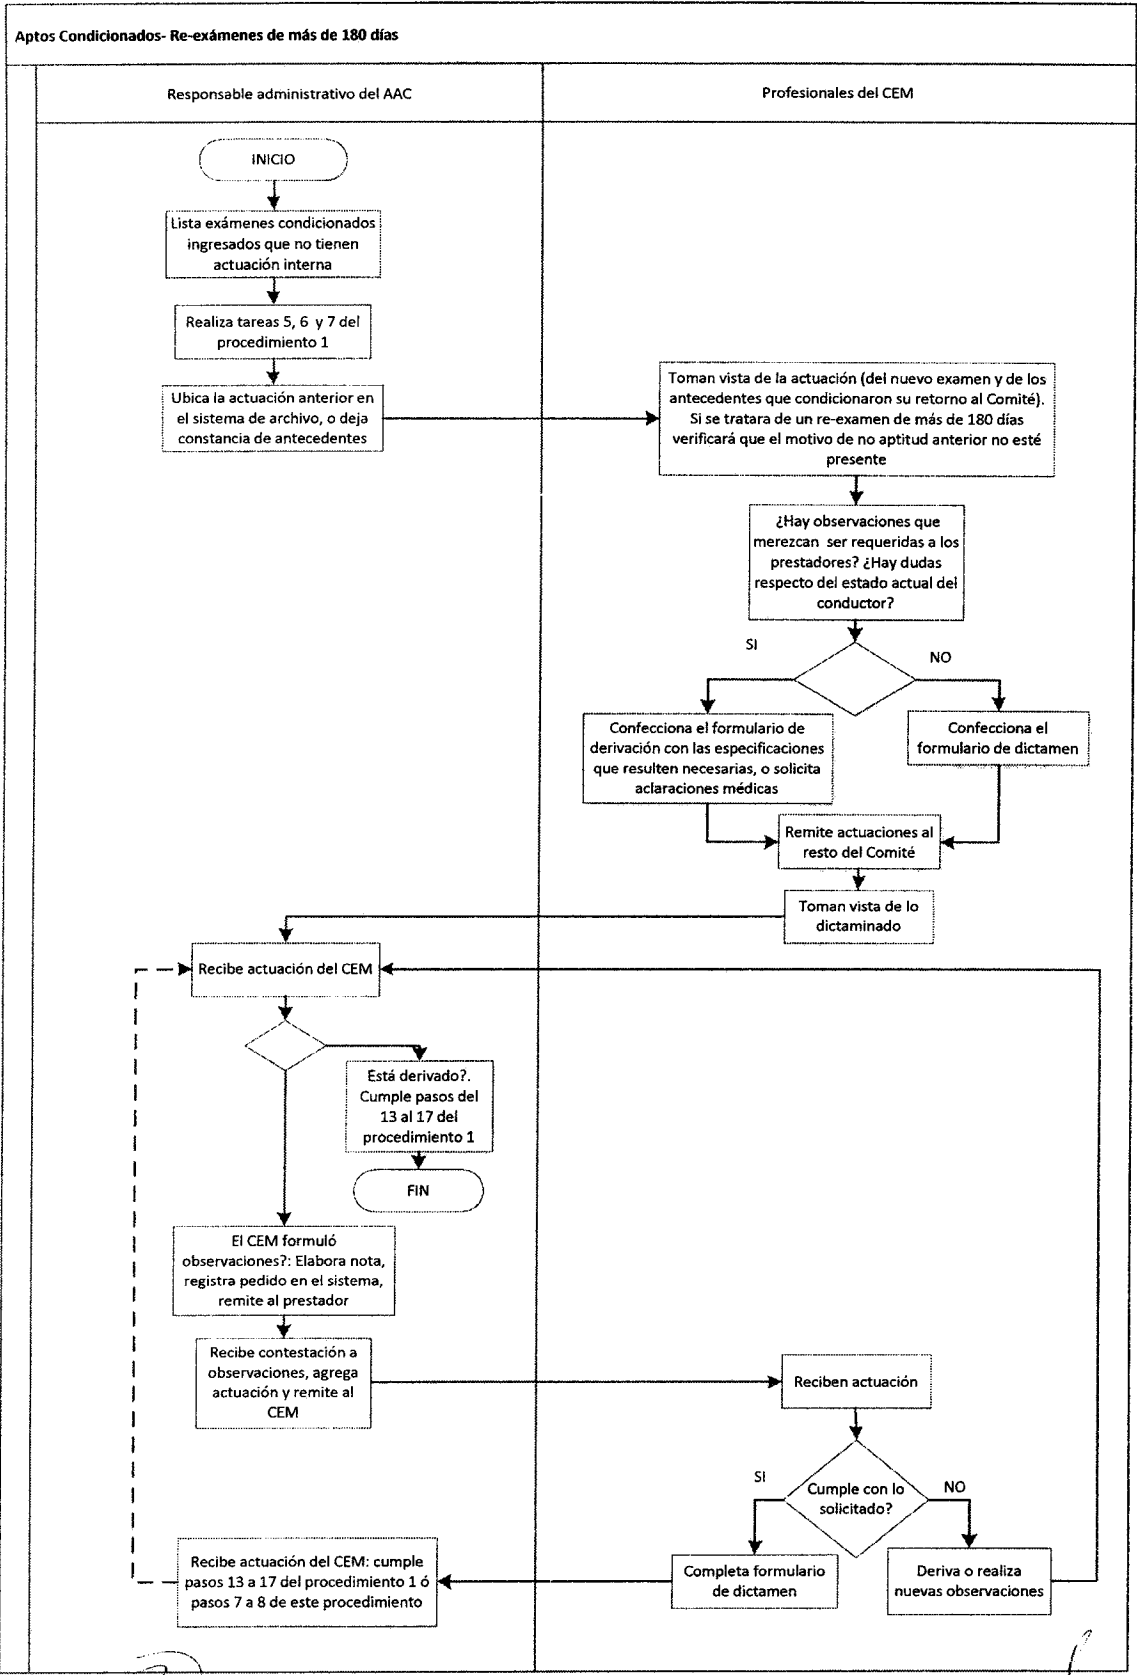 Aptos Condicionados- Re-exámenes de más de 180 días
Responsable administrativo del AAC
Profesionales del CEM
INICIO
Lista exámenes condicionados
ingresados que no tienen
actuación interna
Realiza tareas 5, 6 y 7 del
procedimiento 1
Ubica la actuación anterior en
el sistema de archivo, o deja
constancia de antecedentes
Toman vista de la actuación (del nuevo examen y de los
antecedentes que condicionaron su retorno al Comité).
Si se tratara de un re-examen de más de 180 días
verificará que el motivo de no aptitud anterior no esté
presente
¿Hay observaciones que
merezcan ser requeridas a los
prestadores? ¿Hay dudas
respecto del estado actual del
conductor?
SI
NO
Confecciona el formulario de
derivación con las especificaciones
que resulten necesarias, o solicita
aclaraciones médicas
Confecciona el
formulario de dictamen
Remite actuaciones al
resto del Comité
Toman vista de lo
dictaminado
Recibe actuación del CEM
Está derivado?.
Cumple pasos del
13 al 17 del
procedimiento 1
FIN
El CEM formuló
observaciones?: Elabora nota,
registra pedido en el sistema,
remite al prestador
Recibe contestación a
observaciones, agrega
actuación y remite al
CEM
Reciben actuación
Cumple con lo
solicitado?
SI
NO
Completa formulario
de dictamen
Deriva o realiza
nuevas observaciones
Recibe actuación del CEM: cumple
pasos 13 a 17 del procedimiento 1 ó
pasos 7 a 8 de este procedimiento